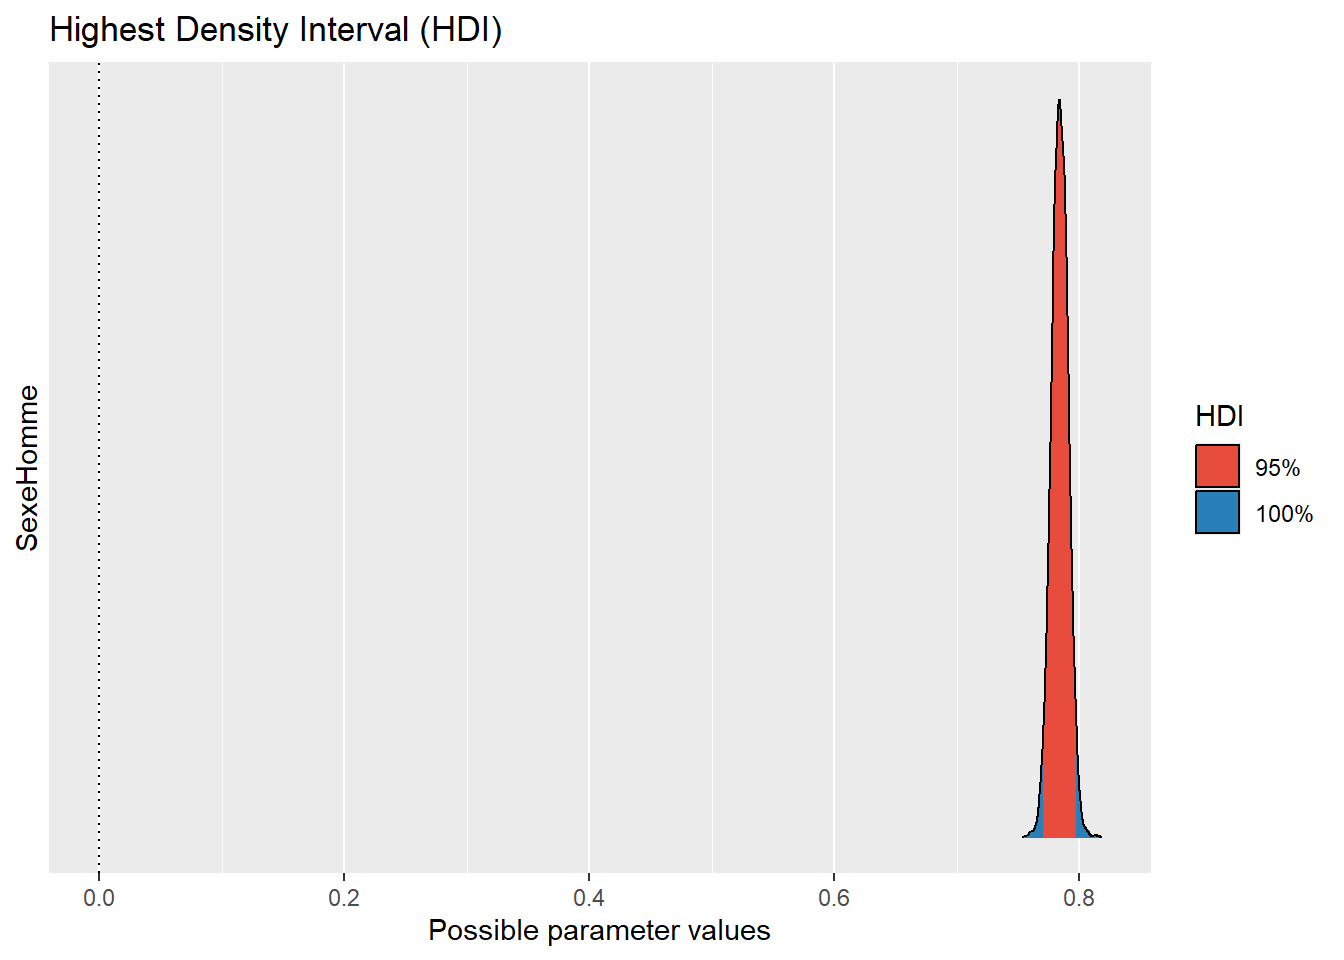 Highest Density Interval (HDI)
SexeHomme
HDI
95%
100%
0.0 0.2 0.4 0.6 0.8
Possible parameter values